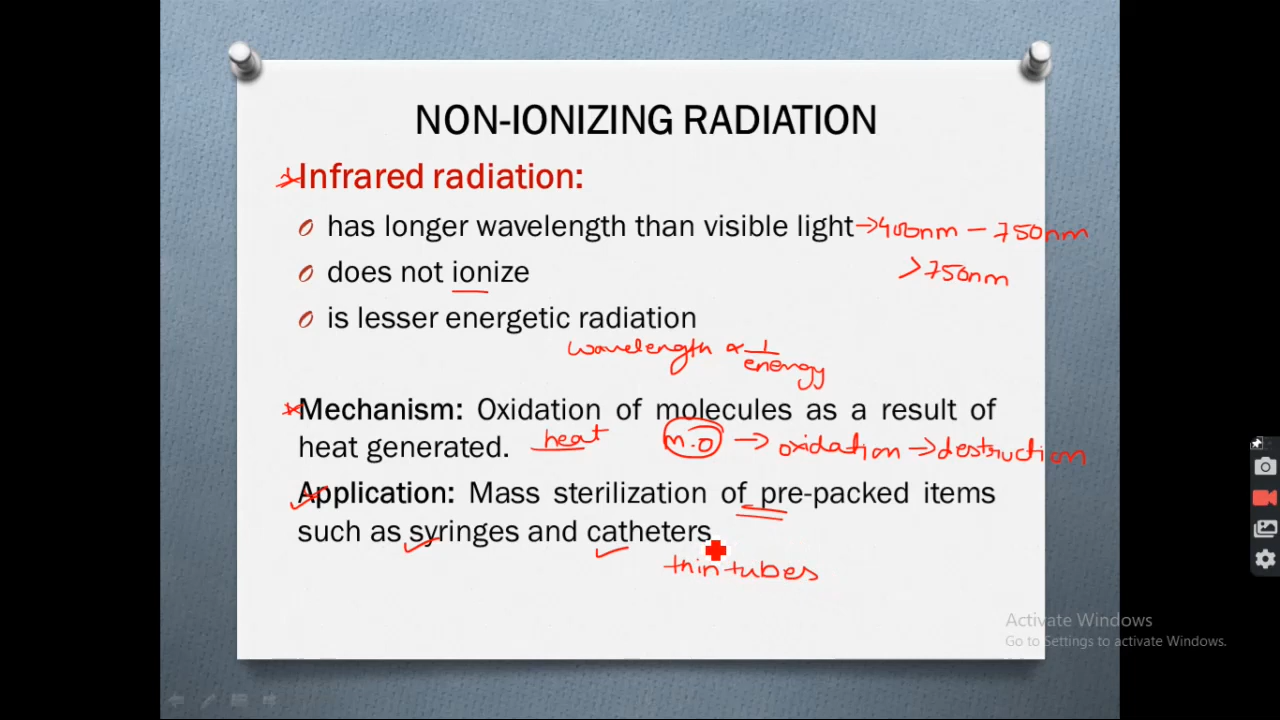 NON-IONIZING RADIATION
Infrared radiation:
has longer wavelength than visible light → 400nm - 750nm
does not ionize > 750nm
is lesser energetic radiation
wavelength ∝ 1/energy
Mechanism: Oxidation of molecules as a result of
heat generated. heat m.o → oxidation → destruction
Application: Mass sterilization of pre-packed items
such as syringes and catheters
thin tubes
Activate Windows
Go to Settings to activate Windows.